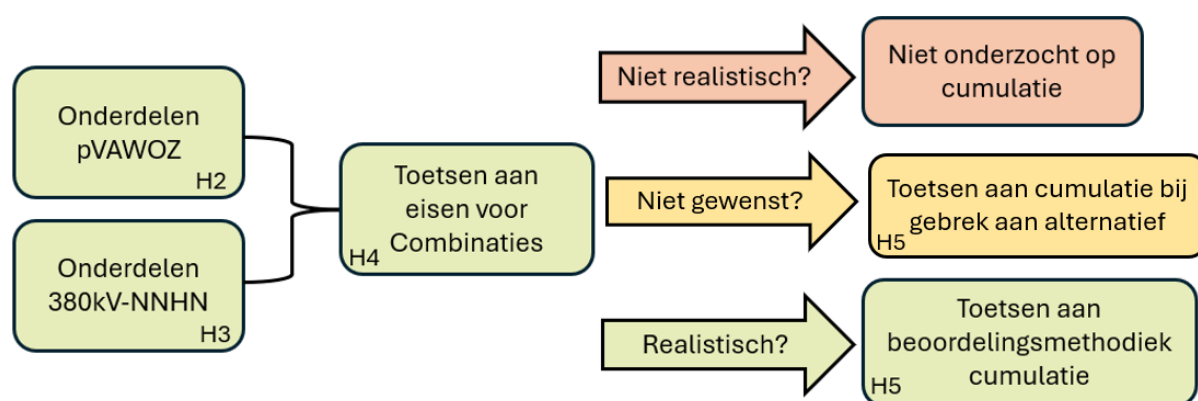 Onderdelen
pVAWOZ
H2
Onderdelen
380kV-NNHN
H3
Toetsen aan
eisen voor
Combinaties
H4
Niet realistisch?
Niet onderzocht op
cumulatie
Niet gewenst?
Toetsen aan cumulatie bij
gebrek aan alternatief
H5
Realistisch?
Toetsen aan
beoordelingsmethodiek
cumulatie
H5